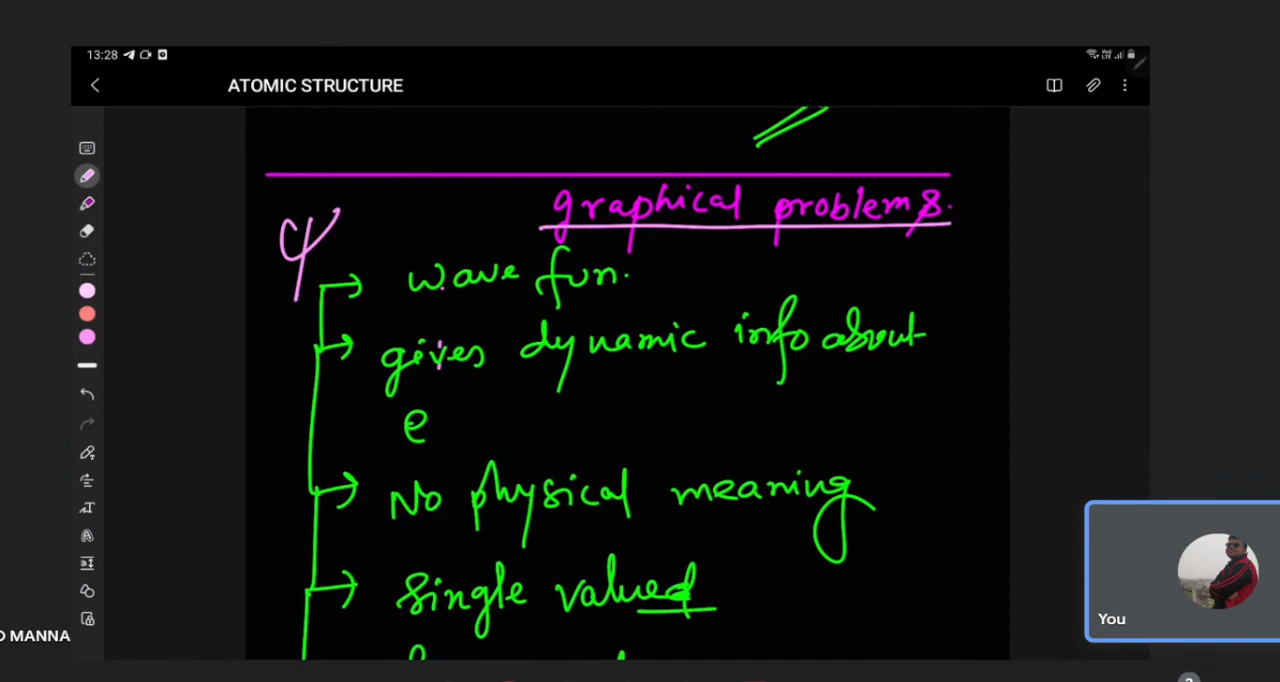 13:28
ATOMIC STRUCTURE
graphical problems.
ψ
wave fun.
gives dynamic info about
e
No physical meaning
single valued
You
O MANNA